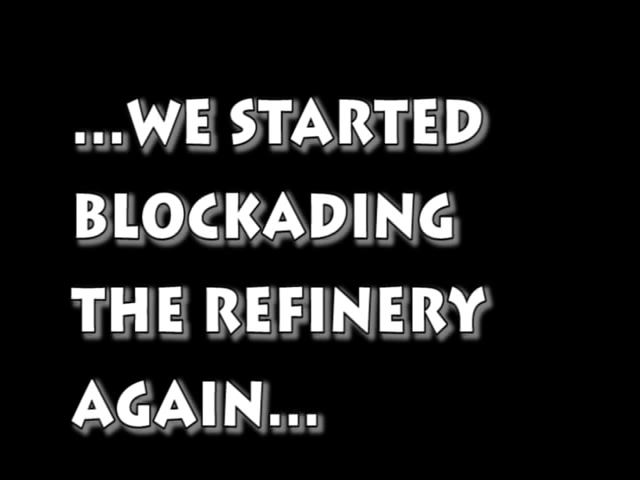 ...WE STARTED
BLOCKADING
THE REFINERY
AGAIN...